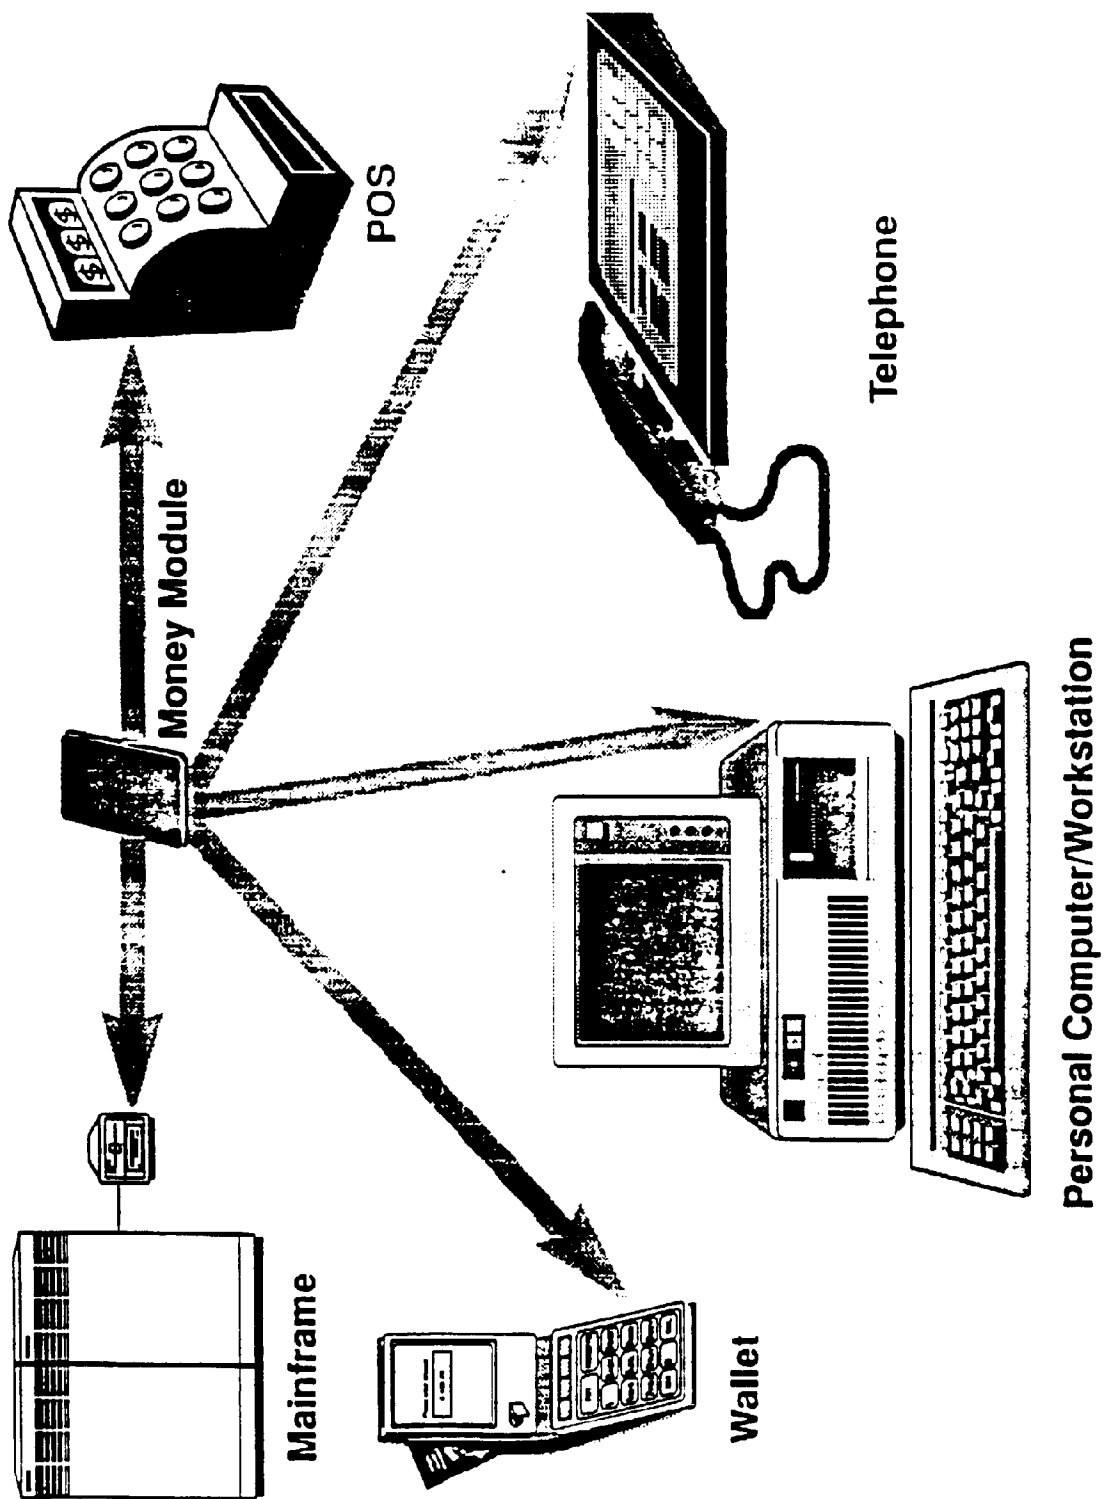 Mainframe
Money Module
$ $ $
POS
Wallet
Personal Computer/Workstation
Telephone